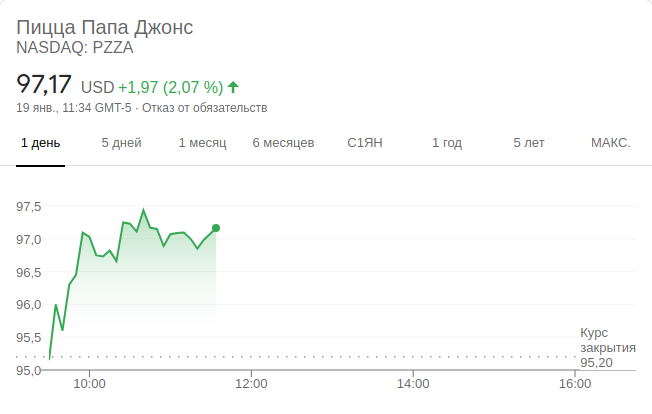 Пицца Папа Джонс
NASDAQ: PZZA
97,17 USD +1,97 (2,07 %)
19 янв., 11:34 GMT-5 · Отказ от обязательств
1 день 5 дней 1 месяц 6 месяцев С1ЯН 1 год 5 лет МАКС.
97,5
97,0
96,5
96,0
95,5
95,0
Курс
закрытия
95,20
10:00 12:00 14:00 16:00